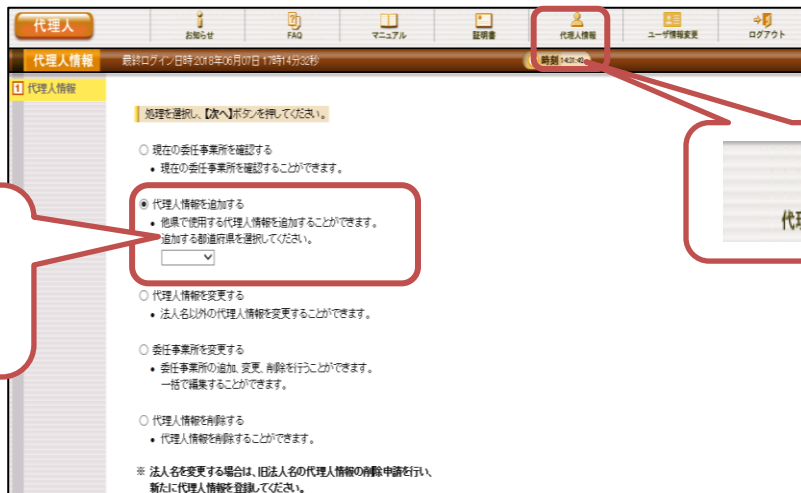 代理人
お知らせ
FAQ
マニュアル
証明書
代理人情報
ユーザ情報変更
ログアウト
代理人情報
最終ログイン日時:2018年06月07日 17時14分32秒
時刻 14:31:40
1 代理人情報
処理を選択し、【次へ】ボタンを押してください。
現在の委任事業所を確認する
• 現在の委任事業所を確認することができます。
代理人情報を追加する
• 他県で使用する代理人情報を追加することができます。
追加する都道府県を選択してください。
代理人情報を変更する
• 法人名以外の代理人情報を変更することができます。
委任事業所を変更する
• 委任事業所の追加、変更、削除を行うことができます。
一括で編集することができます。
代理人情報を削除する
• 代理人情報を削除することができます。
※ 法人名を変更する場合は、旧法人名の代理人情報の削除申請を行い、
新たに代理人情報を登録してください。
代